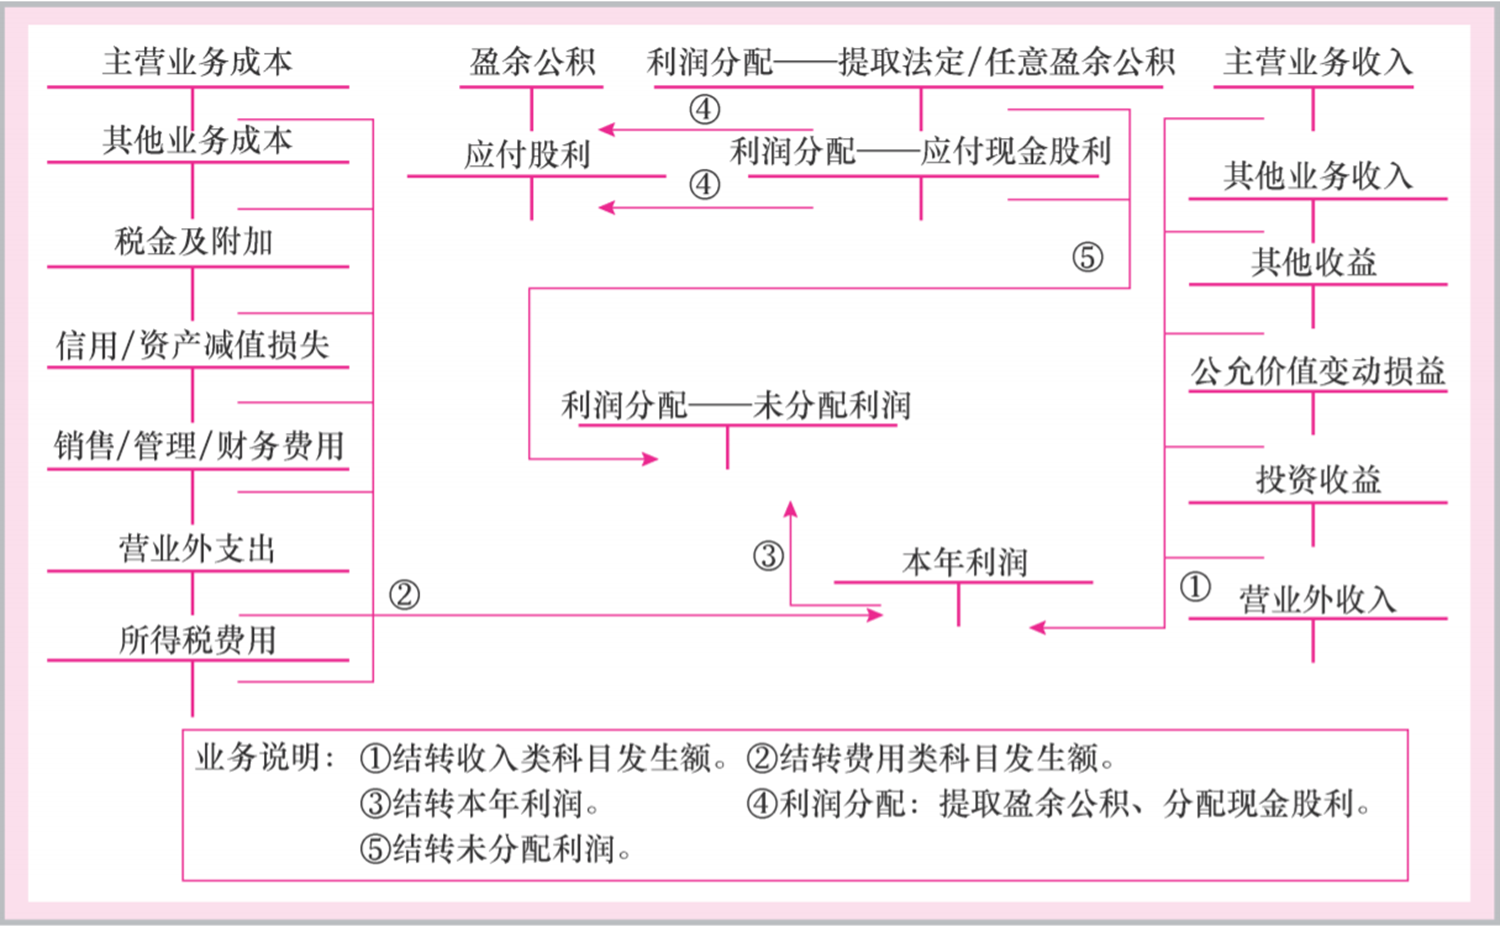 主营业务成本
盈余公积
利润分配——提取法定/任意盈余公积
主营业务收入
④
其他业务成本
应付股利
利润分配——应付现金股利
其他业务收入
④
税金及附加
⑤
其他收益
信用/资产减值损失
公允价值变动损益
利润分配——未分配利润
销售/管理/财务费用
投资收益
营业外支出
③
本年利润
②
①
营业外收入
所得税费用
业务说明：①结转收入类科目发生额。②结转费用类科目发生额。
③结转本年利润。 ④利润分配：提取盈余公积、分配现金股利。
⑤结转未分配利润。